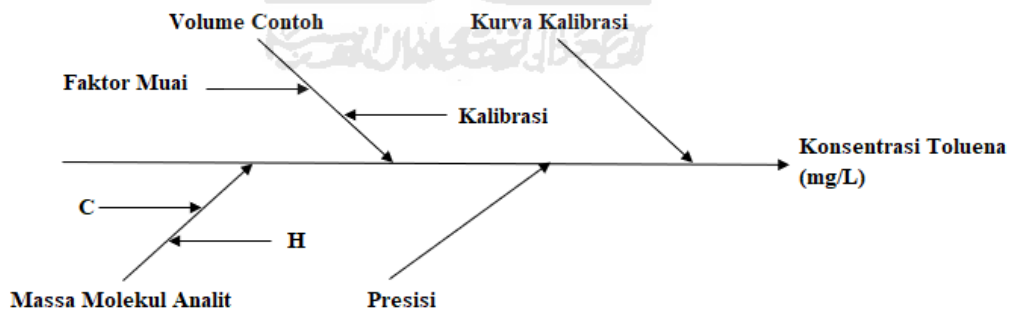 Volume Contoh
Kurva Kalibrasi
Faktor Muai
Kalibrasi
Konsentrasi Toluena
(mg/L)
C
H
Massa Molekul Analit
Presisi